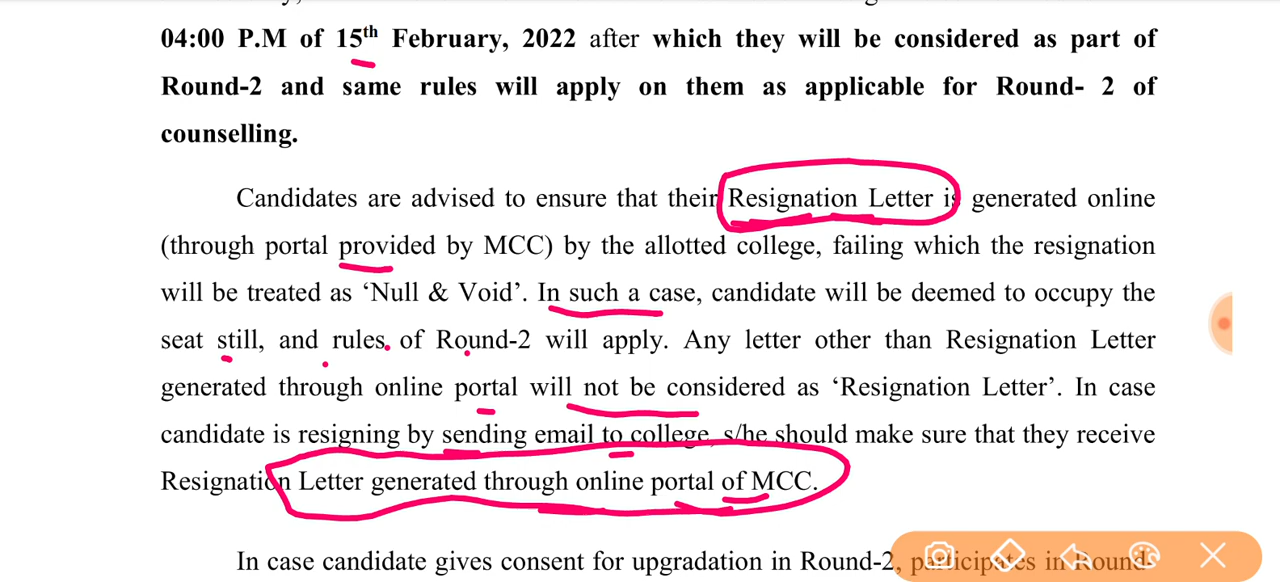 04:00 P.M of 15th February, 2022 after which they will be considered as part of
Round-2 and same rules will apply on them as applicable for Round- 2 of
counselling.
Candidates are advised to ensure that their Resignation Letter is generated online
(through portal provided by MCC) by the allotted college, failing which the resignation
will be treated as ‘Null & Void’. In such a case, candidate will be deemed to occupy the
seat still, and rules of Round-2 will apply. Any letter other than Resignation Letter
generated through online portal will not be considered as ‘Resignation Letter’. In case
candidate is resigning by sending email to college, s/he should make sure that they receive
Resignation Letter generated through online portal of MCC.
In case candidate gives consent for upgradation in Round-2, participates in Round-